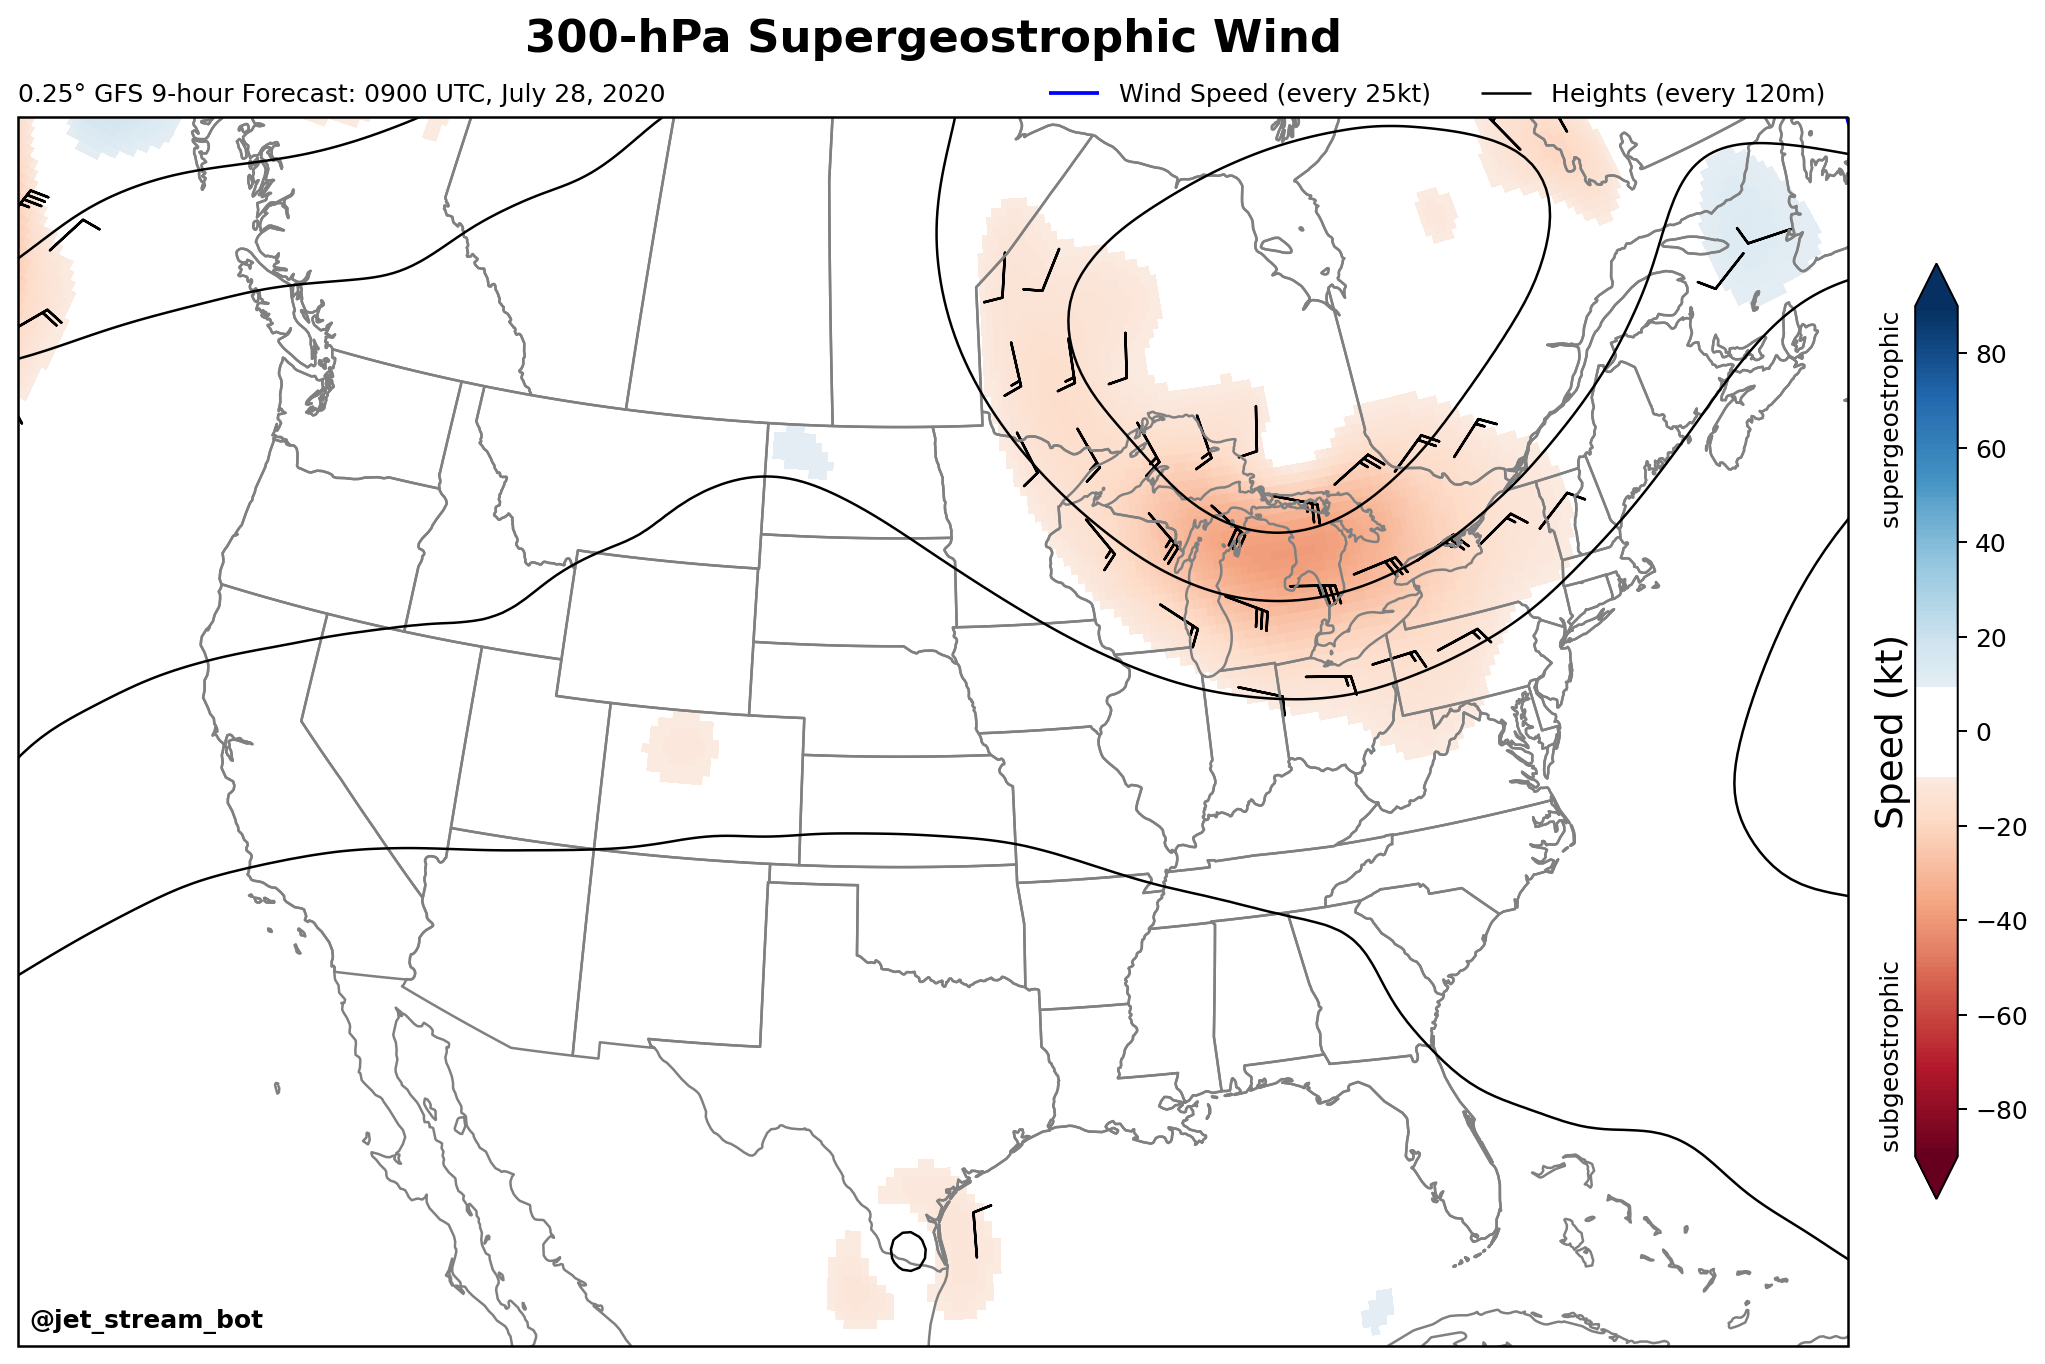 300-hPa Supergeostrophic Wind
0.25° GFS 9-hour Forecast: 0900 UTC, July 28, 2020
Wind Speed (every 25kt)
Heights (every 120m)
supergeostrophic
Speed (kt)
subgeostrophic
80
60
40
20
0
−20
−40
−60
−80
@jet_stream_bot